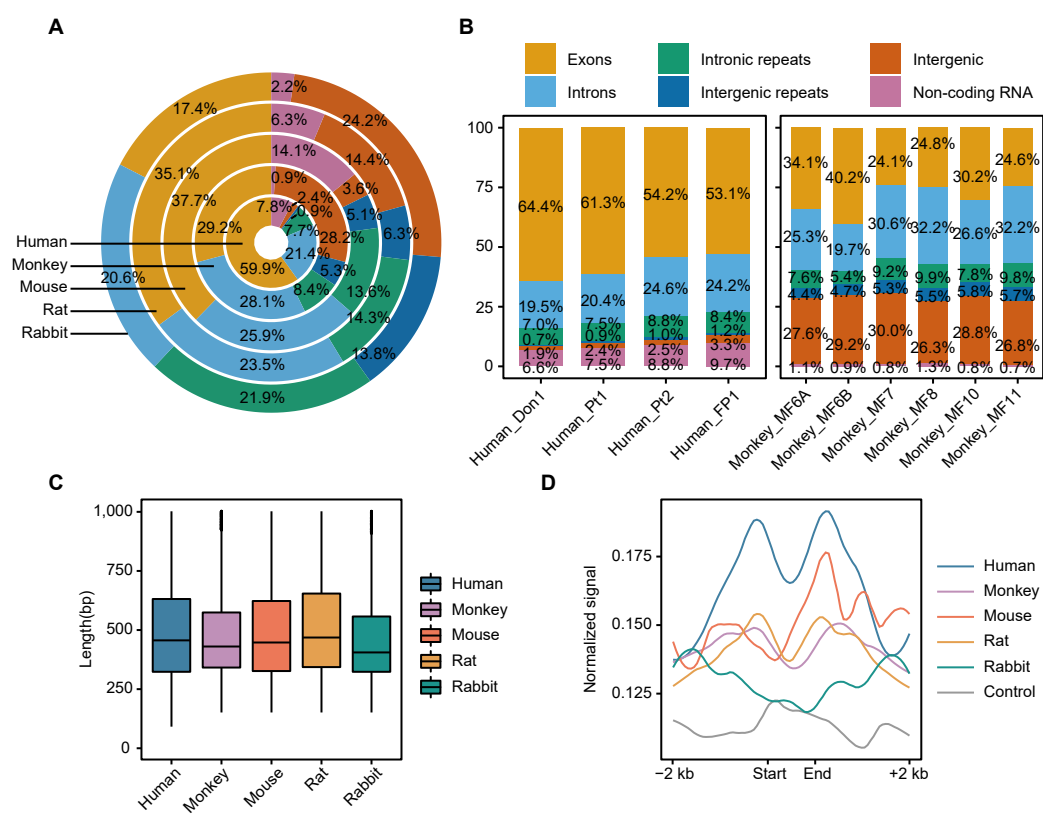 A
2.2%
17.4%
24.2%
6.3%
14.1%
14.4%
35.1%
0.9%
3.6%
37.7%
2.4%
7.8%
0.9%
5.1%
29.2%
7.7%
28.2%
6.3%
Human
21.4%
Monkey
59.9%
5.3%
20.6%
Mouse
8.4%
13.6%
28.1%
Rat
14.3%
Rabbit
25.9%
13.8%
23.5%
21.9%
B
Exons
Intronic repeats
Intergenic
Introns
Intergenic repeats
Non-coding RNA
100
75
50
25
0
64.4%
19.5%
7.0%
0.7%
1.9%
6.6%
61.3%
20.4%
7.5%
0.9%
2.4%
7.5%
54.2%
24.6%
8.8%
1.0%
2.5%
8.8%
53.1%
24.2%
8.4%
1.2%
3.3%
9.7%
34.1%
25.3%
7.6%
4.4%
27.6%
1.1%
40.2%
19.7%
5.4%
4.7%
29.2%
0.9%
24.1%
30.6%
9.2%
5.3%
30.0%
0.8%
24.8%
32.2%
9.9%
5.5%
26.3%
1.3%
30.2%
26.6%
7.8%
5.8%
28.8%
0.8%
24.6%
32.2%
9.8%
5.7%
26.8%
0.7%
Human_Don1
Human_Pt1
Human_Pt2
Human_FP1
Monkey_MF6A
Monkey_MF6B
Monkey_MF7
Monkey_MF8
Monkey_MF10
Monkey_MF11
C
Length(bp)
1,000
750
500
250
0
Human
Monkey
Mouse
Rat
Rabbit
Human
Monkey
Mouse
Rat
Rabbit
D
Normalized signal
0.175
0.150
0.125
−2 kb
Start
End
+2 kb
Human
Monkey
Mouse
Rat
Rabbit
Control